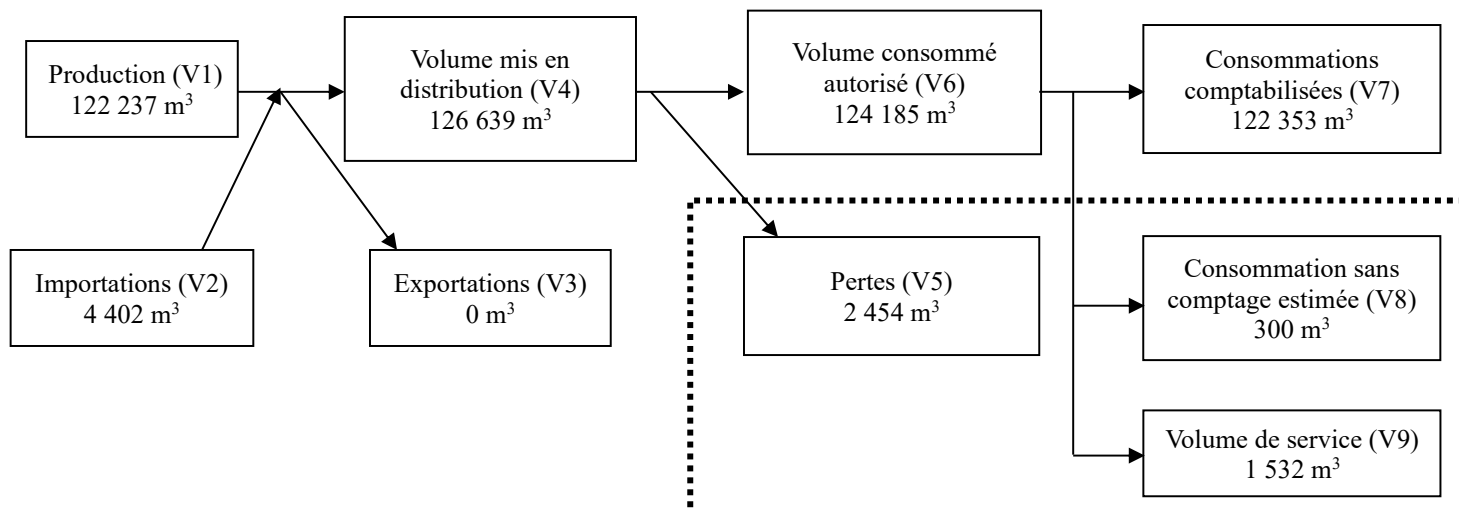 Production (V1)
122 237 m³
Volume mis en
distribution (V4)
126 639 m³
Volume consommé
autorisé (V6)
124 185 m³
Consommations
comptabilisées (V7)
122 353 m³
Importations (V2)
4 402 m³
Exportations (V3)
0 m³
Pertes (V5)
2 454 m³
Consommation sans
comptage estimée (V8)
300 m³
Volume de service (V9)
1 532 m³